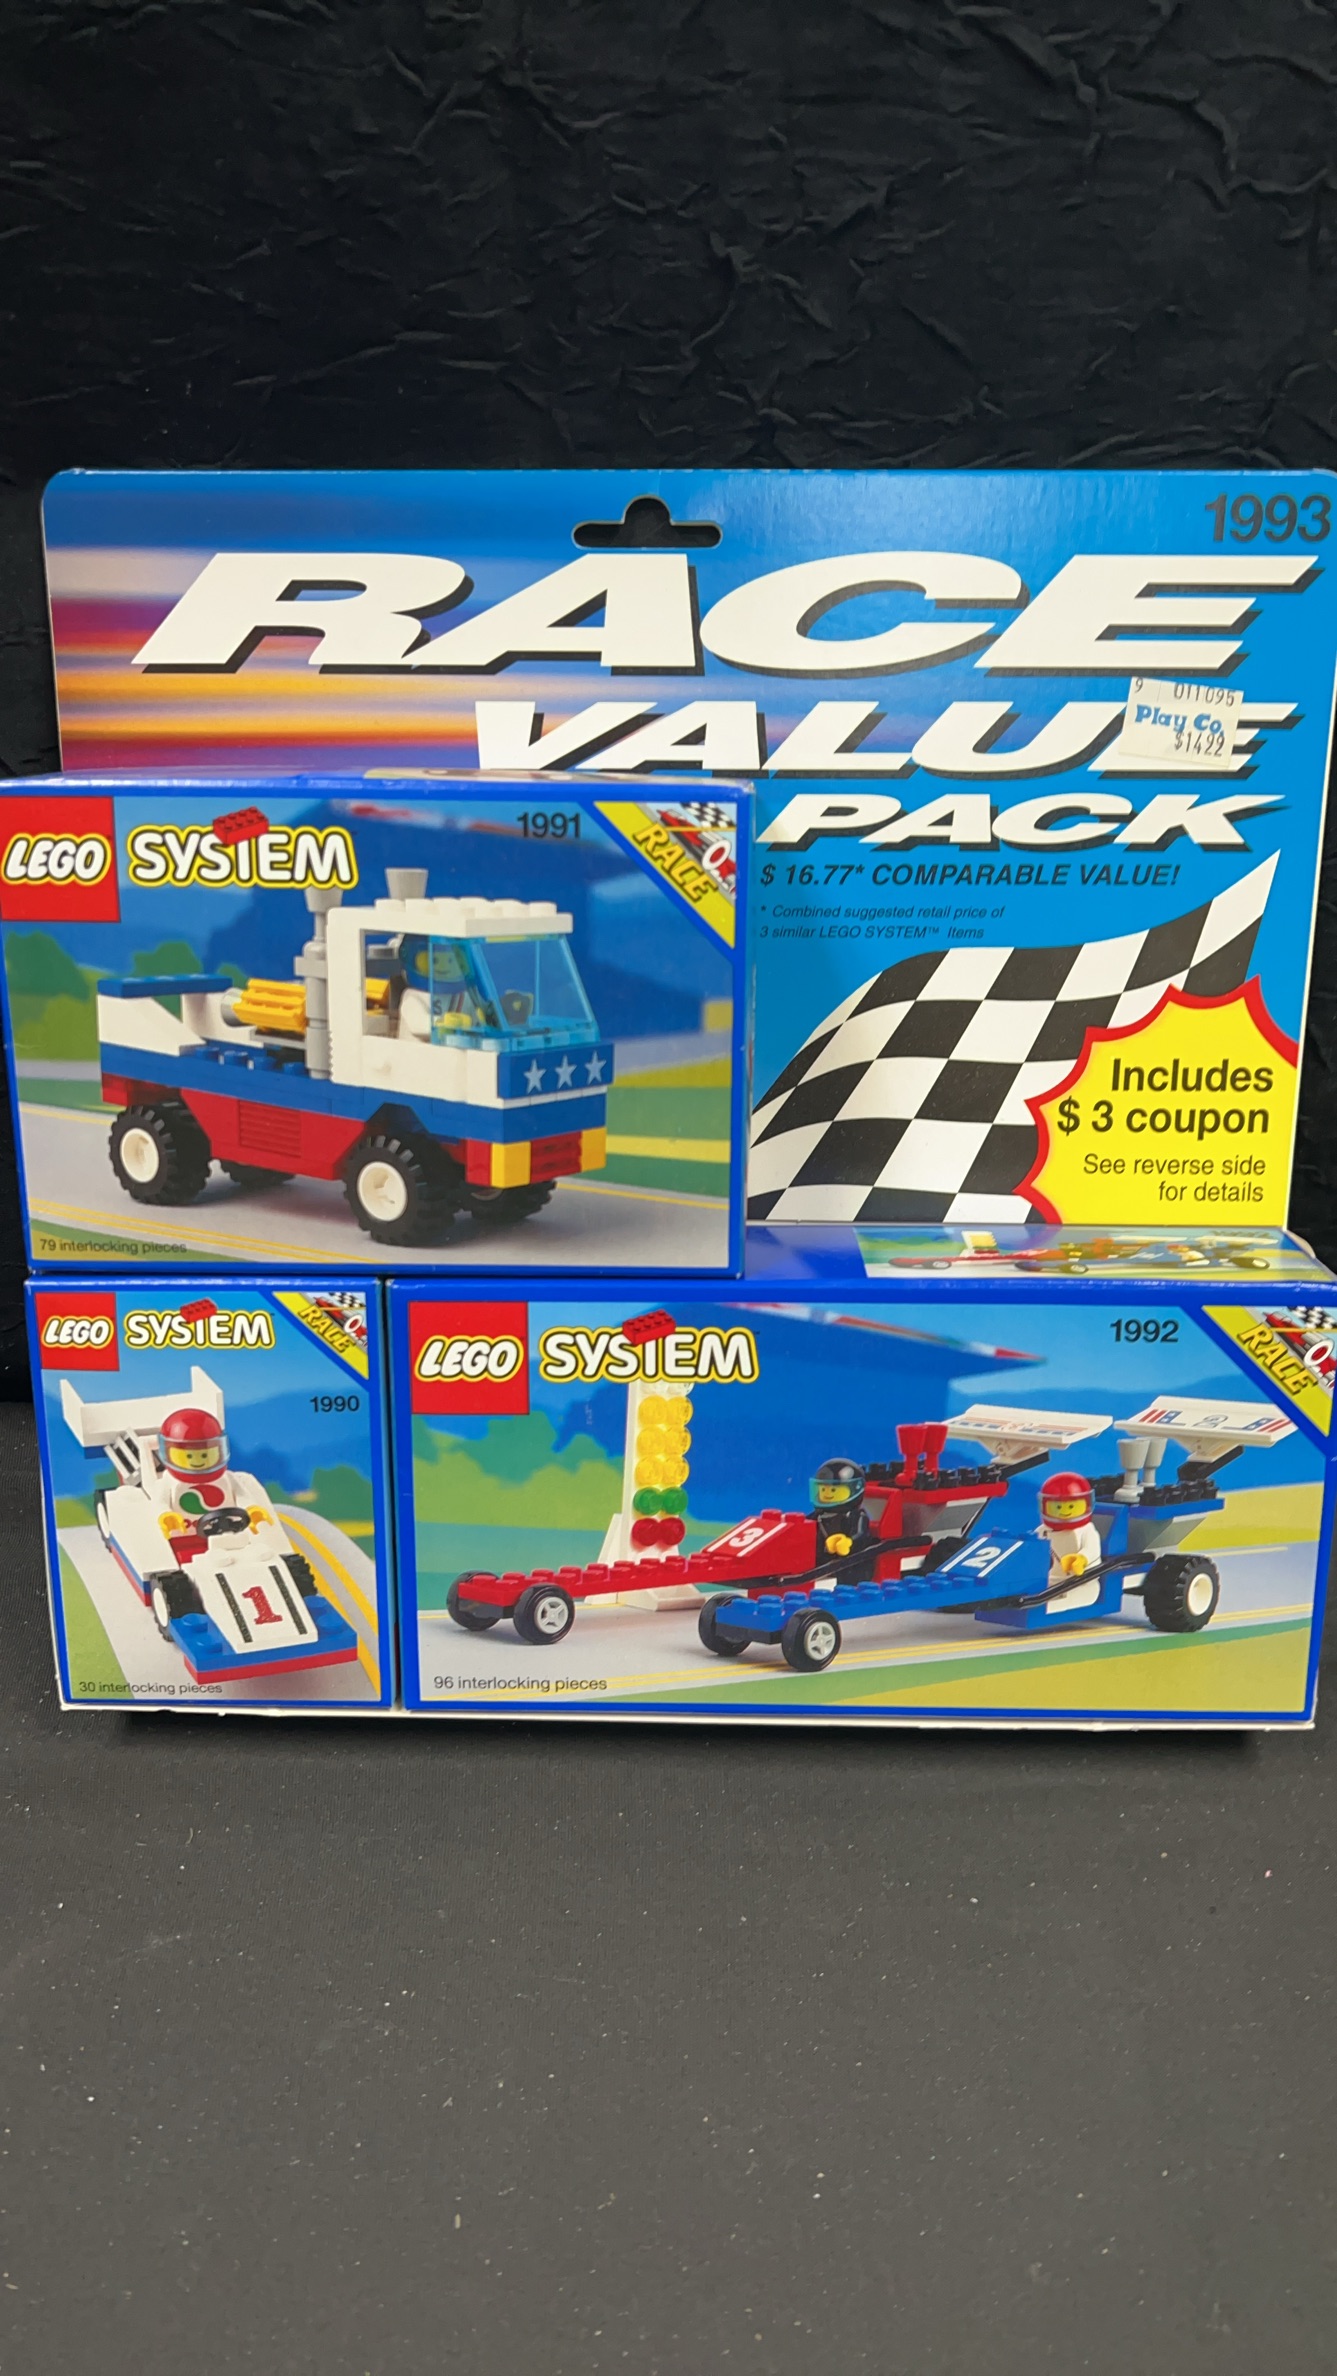 1993
RACE
VALUE
9 011095
Play Co.
$1422
PACK
$ 16.77* COMPARABLE VALUE!
* Combined suggested retail price of
3 similar LEGO SYSTEM™ Items
Includes
$ 3 coupon
See reverse side
for details
LEGO SYSTEM
1991
RACE
79 interlocking pieces
LEGO SYSTEM
RACE
1990
1
30 interlocking pieces
LEGO SYSTEM
1992
RACE
3
2
2
96 interlocking pieces